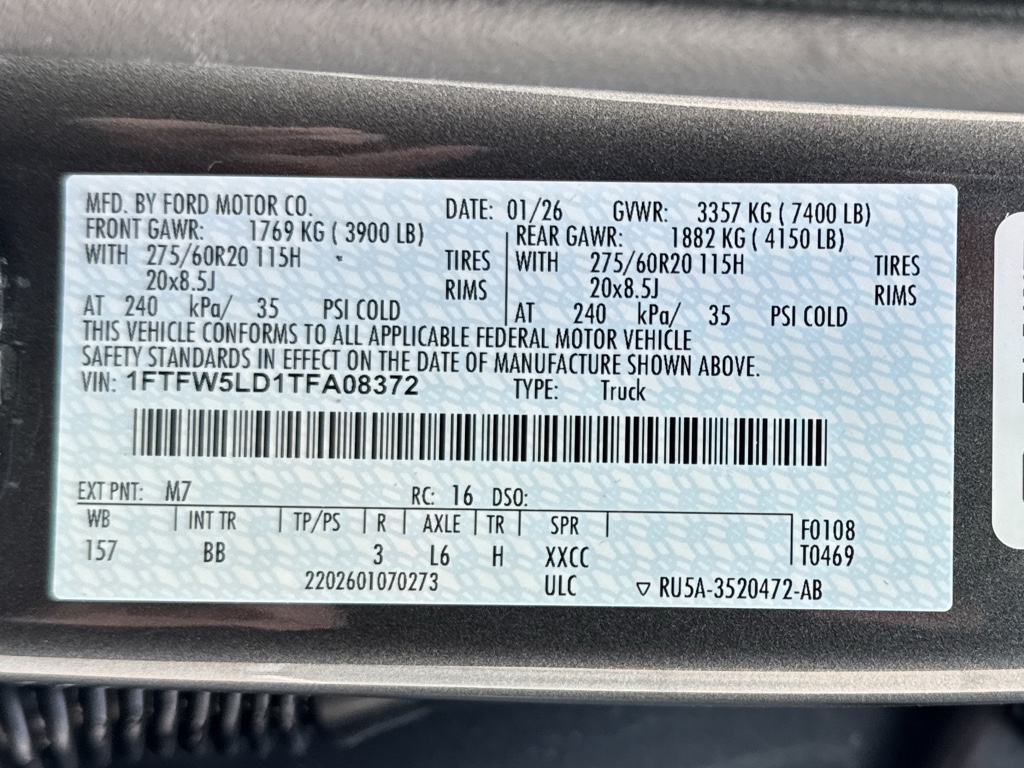 MFD. BY FORD MOTOR CO. DATE: 01/26 GVWR: 3357 KG ( 7400 LB)
FRONT GAWR: 1769 KG ( 3900 LB) REAR GAWR: 1882 KG ( 4150 LB)
WITH 275/60R20 115H TIRES WITH 275/60R20 115H TIRES
20x8.5J RIMS 20x8.5J RIMS
AT 240 kPa/ 35 PSI COLD AT 240 kPa/ 35 PSI COLD
THIS VEHICLE CONFORMS TO ALL APPLICABLE FEDERAL MOTOR VEHICLE
SAFETY STANDARDS IN EFFECT ON THE DATE OF MANUFACTURE SHOWN ABOVE.
VIN: 1FTFW5LD1TFA08372 TYPE: Truck
EXT PNT: M7 RC: 16 DSO:
WB INT TR TP/PS R AXLE TR SPR F0108
157 BB 3 L6 H XXCC T0469
2202601070273 ULC ▽ RU5A-3520472-AB